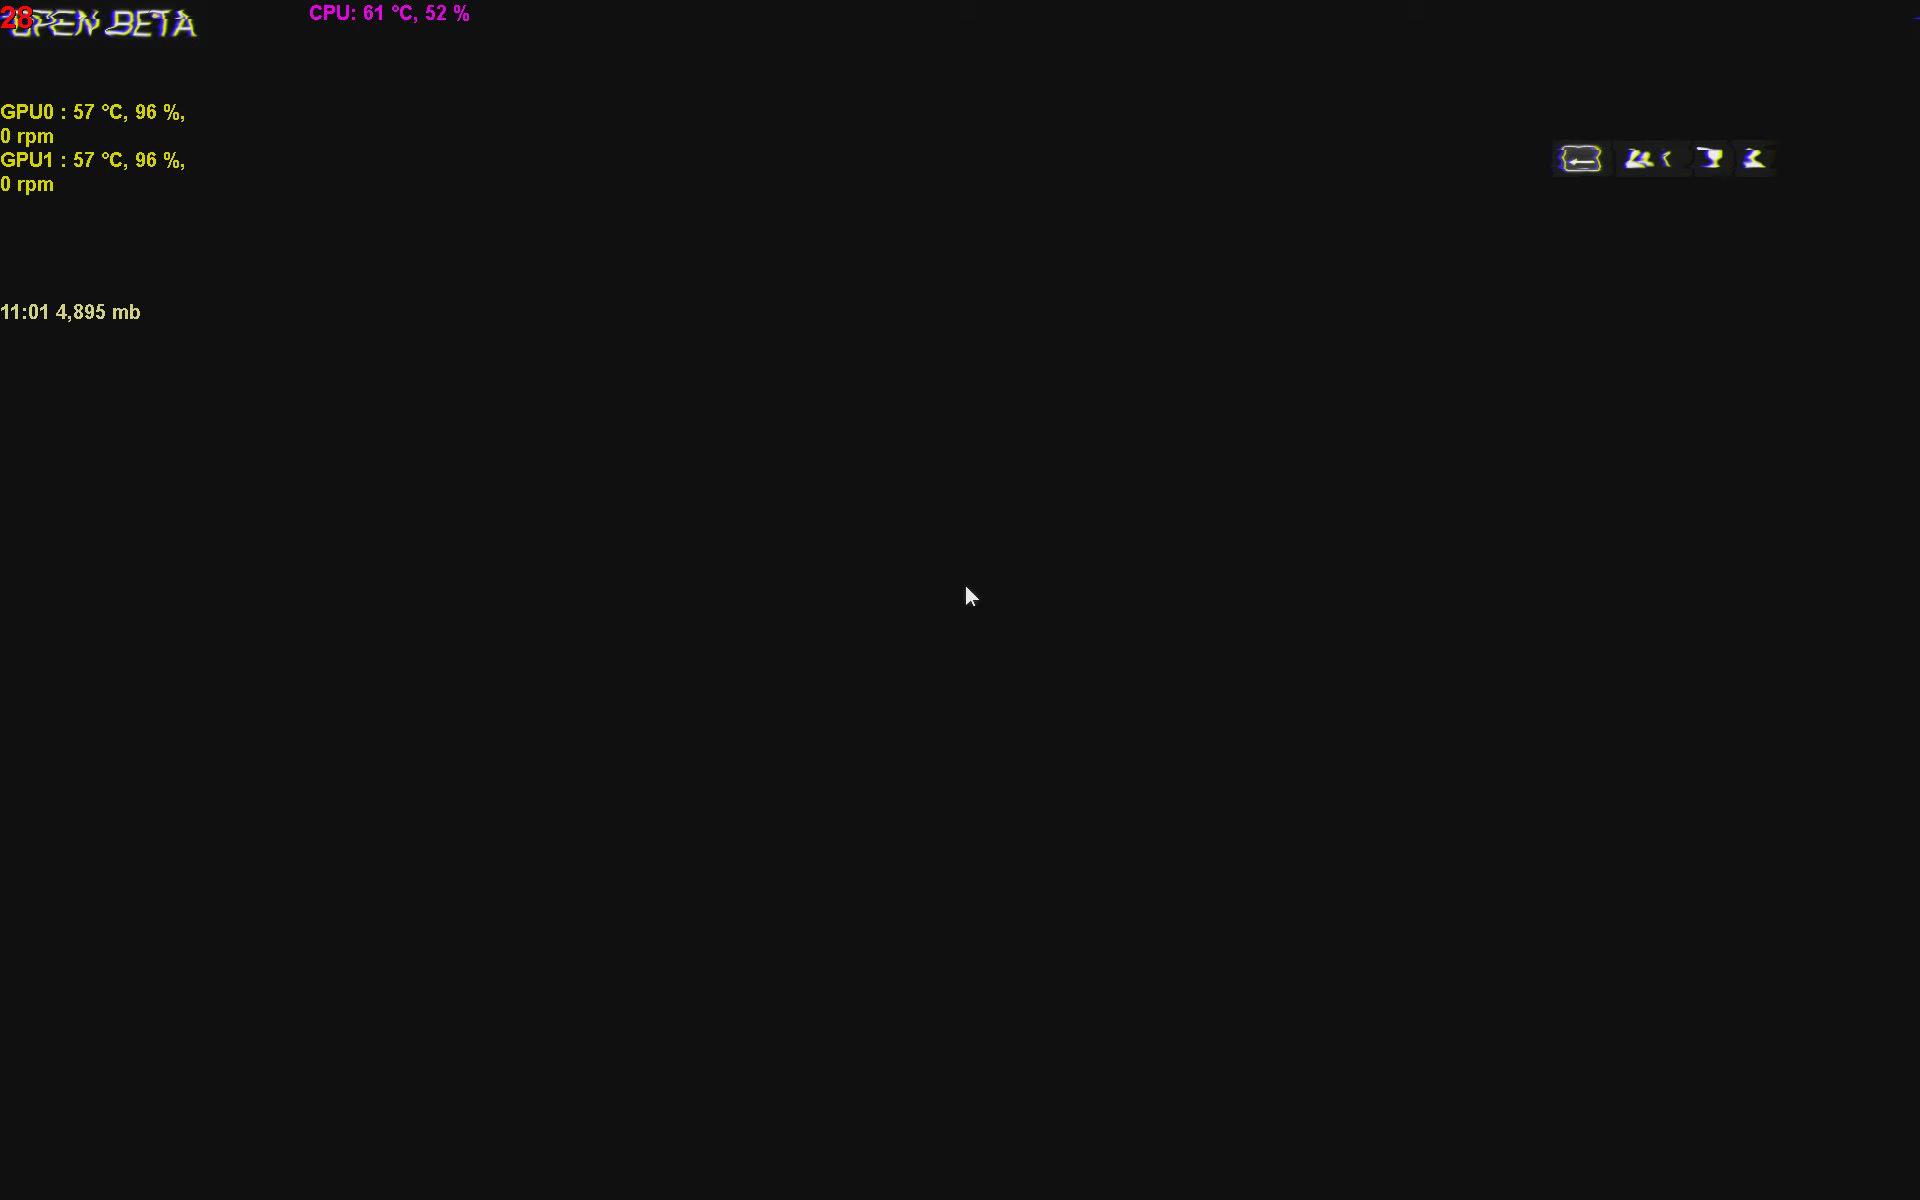 28
OPEN BETA
CPU: 61 °C, 52 %
GPU0 : 57 °C, 96 %,
0 rpm
GPU1 : 57 °C, 96 %,
0 rpm
11:01 4,895 mb